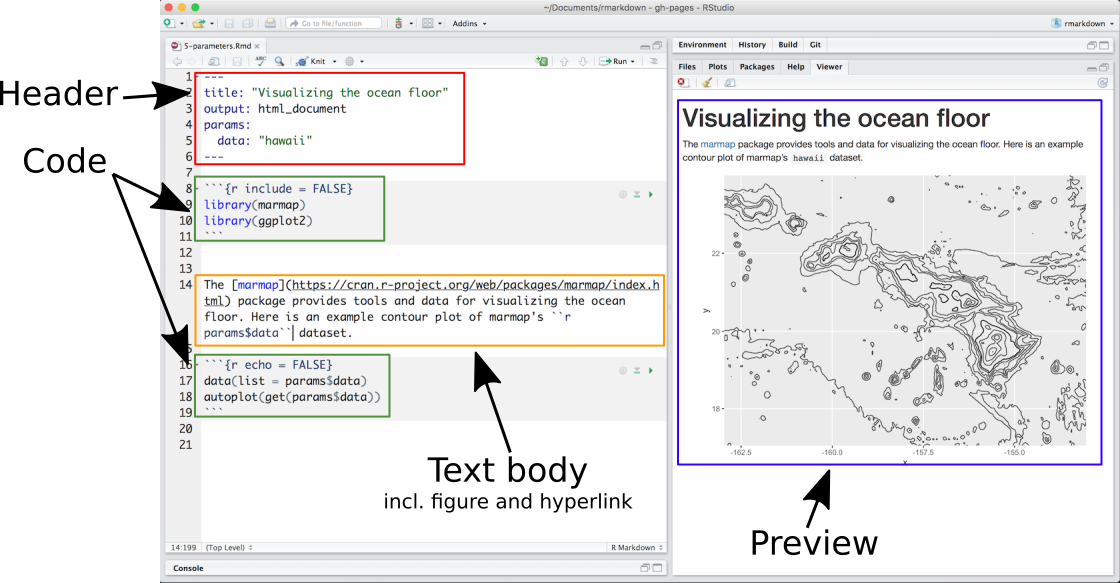 ~/Documents/rmarkdown - gh-pages - RStudio
Go to file/function
Addins
rmarkdown
5-parameters.Rmd
ABC
Knit
Run
Header
Code
1 ---
2 title: "Visualizing the ocean floor"
3 output: html_document
4 params:
5 data: "hawaii"
6 ---
7
8 ```{r include = FALSE}
9 library(marmap)
10 library(ggplot2)
11 ```
12
13
14 The [marmap](https://cran.r-project.org/web/packages/marmap/index.h
tml) package provides tools and data for visualizing the ocean
floor. Here is an example contour plot of marmap's ``r
params$data`` dataset.
15
16 ```{r echo = FALSE}
17 data(list = params$data)
18 autoplot(get(params$data))
19 ```
20
21
Text body
incl. figure and hyperlink
14:199 (Top Level) R Markdown
Console
Environment History Build Git
Files Plots Packages Help Viewer
Visualizing the ocean floor
The marmap package provides tools and data for visualizing the ocean floor. Here is an example
contour plot of marmap's hawaii dataset.
22
y
20
18
-162.5 -160.0 -157.5 -155.0
x
Preview